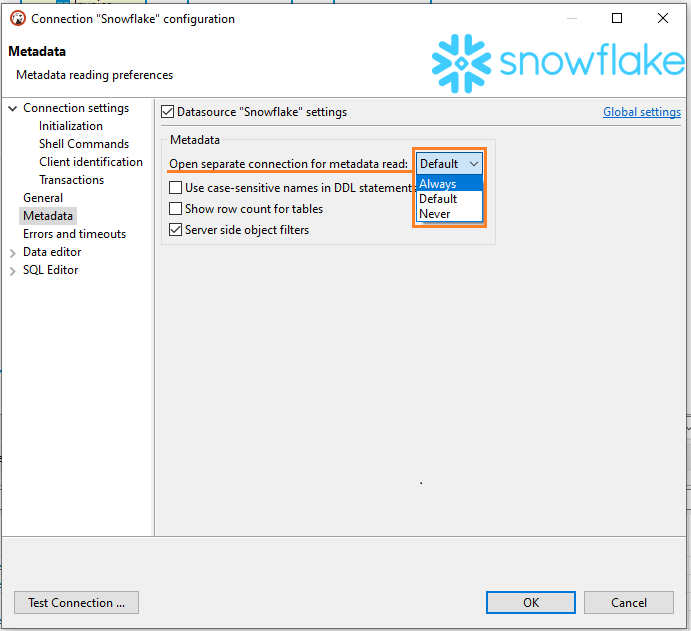 Connection "Snowflake" configuration
Metadata
Metadata reading preferences
snowflake
Connection settings
Initialization
Shell Commands
Client identification
Transactions
General
Metadata
Errors and timeouts
Data editor
SQL Editor
Datasource "Snowflake" settings
Global settings
Metadata
Open separate connection for metadata read:
Default
Always
Default
Never
Use case-sensitive names in DDL statements
Show row count for tables
Server side object filters
Test Connection ...
OK
Cancel